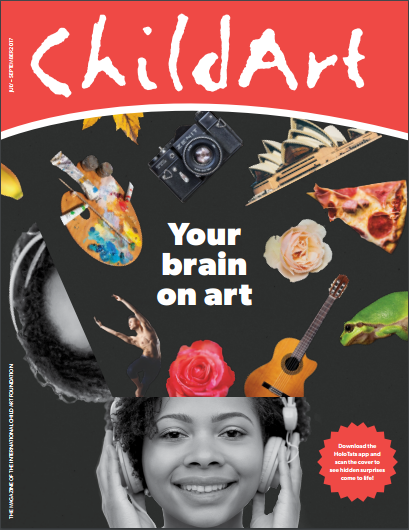 JULY – SEPTEMBER 2017
ChildArt
ZENIT
Your
brain
on art
THE MAGAZINE OF THE INTERNATIONAL CHILD ART FOUNDATION
Download the
HoloTats app and
scan the cover to
see hidden surprises
come to life!